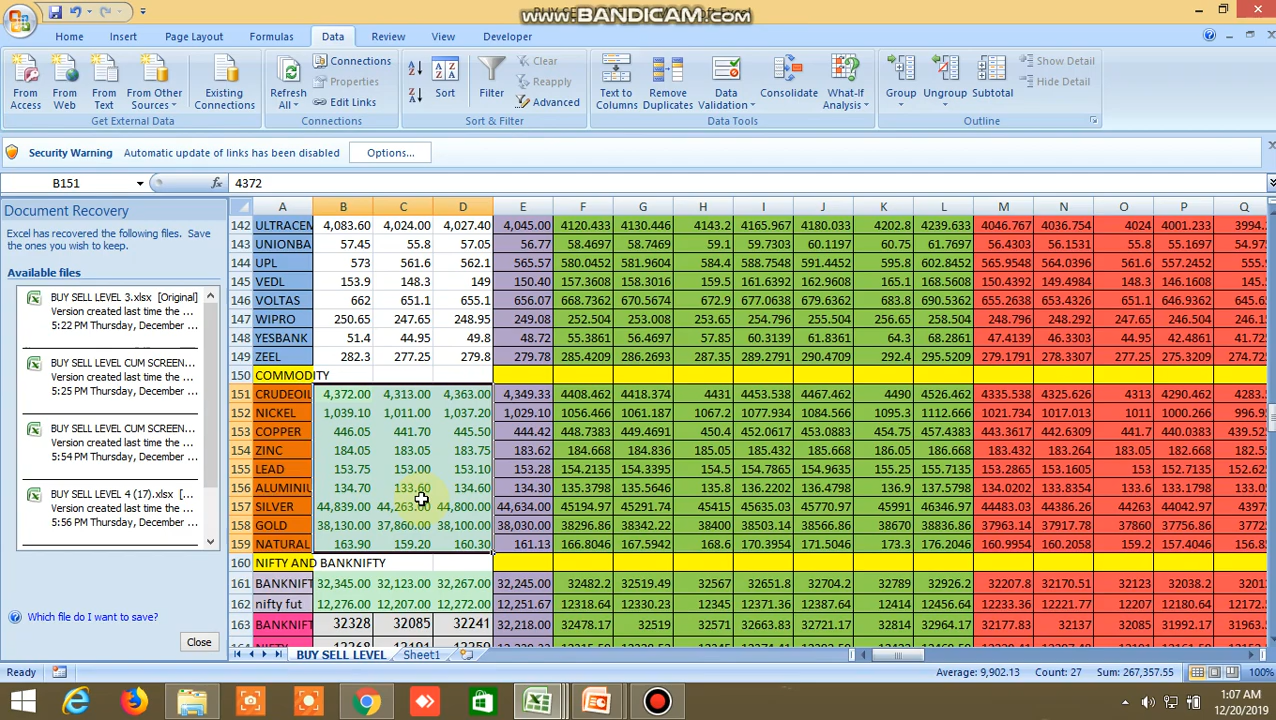 www.BANDICAM.com
Home Insert Page Layout Formulas Data Review View Developer
From Access
From Web
From Text
From Other Sources
Existing Connections
Get External Data
Refresh All
Connections
Properties
Edit Links
Connections
Sort
Filter
Clear
Reapply
Advanced
Sort & Filter
Text to Columns
Remove Duplicates
Data Validation
Consolidate
What-If Analysis
Data Tools
Group
Ungroup
Subtotal
Show Detail
Hide Detail
Outline
Security Warning Automatic update of links has been disabled Options...
B151 fx 4372
Document Recovery
Excel has recovered the following files. Save
the ones you wish to keep.
Available files
BUY SELL LEVEL 3.xlsx [Original]
Version created last time the ...
5:22 PM Thursday, December ...
BUY SELL LEVEL CUM SCREEN...
Version created last time the ...
5:25 PM Thursday, December ...
BUY SELL LEVEL CUM SCREEN...
Version created last time the ...
5:54 PM Thursday, December ...
BUY SELL LEVEL 4 (17).xlsx [...
Version created last time the ...
5:56 PM Thursday, December ...
Which file do I want to save?
Close
A B C D E F G H I J K L M N O P Q
142 ULTRACEM 4,083.60 4,024.00 4,027.40 4,045.00 4120.433 4130.446 4143.2 4165.967 4180.033 4202.8 4239.633 4046.767 4036.754 4024 4001.233 3994.
143 UNIONBA 57.45 55.8 57.05 56.77 58.4697 58.7469 59.1 59.7303 60.1197 60.75 61.7697 56.4303 56.1531 55.8 55.1697 54.97
144 UPL 573 561.6 562.1 565.57 580.0452 581.9604 584.4 588.7548 591.4452 595.8 602.8452 565.9548 564.0396 561.6 557.2452 555.
145 VEDL 153.9 148.3 149 150.40 157.3608 158.3016 159.5 161.6392 162.9608 165.1 168.5608 150.4392 149.4984 148.3 146.1608 145.
146 VOLTAS 662 651.1 655.1 656.07 668.7362 670.5674 672.9 677.0638 679.6362 683.8 690.5362 655.2638 653.4326 651.1 646.9362 645.
147 WIPRO 250.65 247.65 248.95 249.08 252.504 253.008 253.65 254.796 255.504 256.65 258.504 248.796 248.292 247.65 246.504 246.
148 YESBANK 51.4 44.95 49.8 48.72 55.3861 56.4697 57.85 60.3139 61.8361 64.3 68.2861 47.4139 46.3303 44.95 42.4861 41.7
149 ZEEL 282.3 277.25 279.8 279.78 285.4209 286.2693 287.35 289.2791 290.4709 292.4 295.5209 279.1791 278.3307 277.25 275.3209 274.72
150 COMMODITY
151 CRUDEOIL 4,372.00 4,313.00 4,363.00 4,349.33 4408.462 4418.374 4431 4453.538 4467.462 4490 4526.462 4335.538 4325.626 4313 4290.462 4283.
152 NICKEL 1,039.10 1,011.00 1,037.20 1,029.10 1056.466 1061.187 1067.2 1077.934 1084.566 1095.3 1112.666 1021.734 1017.013 1011 1000.266 996.9
153 COPPER 446.05 441.70 445.50 444.42 448.7383 449.4691 450.4 452.0617 453.0883 454.75 457.4383 443.3617 442.6309 441.7 440.0383 439.
154 ZINC 184.05 183.05 183.75 183.62 184.668 184.836 185.05 185.432 185.668 186.05 186.668 183.432 183.264 183.05 182.668 182.
155 LEAD 153.75 153.00 153.10 153.28 154.2135 154.3395 154.5 154.7865 154.9635 155.25 155.7135 153.2865 153.1605 153 152.7135 152.6
156 ALUMINIU 134.70 133.60 134.60 134.30 135.3798 135.5646 135.8 136.2202 136.4798 136.9 137.5798 134.0202 133.8354 133.6 133.1798 133.0
157 SILVER 44,839.00 44,263.00 44,800.00 44,634.00 45194.97 45291.74 45415 45635.03 45770.97 45991 46346.97 44483.03 44386.26 44263 44042.97 43975
158 GOLD 38,130.00 37,860.00 38,100.00 38,030.00 38296.86 38342.22 38400 38503.14 38566.86 38670 38836.86 37963.14 37917.78 37860 37756.86 3772
159 NATURAL 163.90 159.20 160.30 161.13 166.8046 167.5942 168.6 170.3954 171.5046 173.3 176.2046 160.9954 160.2058 159.2 157.4046 156.8
160 NIFTY AND BANKNIFTY
161 BANKNIFT 32,345.00 32,123.00 32,267.00 32,245.00 32482.2 32519.49 32567 32651.8 32704.2 32789 32926.2 32207.8 32170.51 32123 32038.2 3201
162 nifty fut 12,276.00 12,207.00 12,272.00 12,251.67 12318.64 12330.23 12345 12371.36 12387.64 12414 12456.64 12233.36 12221.77 12207 12180.64 12172.
163 BANKNIFT 32328 32085 32241 32,218.00 32478.17 32519 32571 32663.83 32721.17 32814 32964.17 32177.83 32137 32085 31992.17 31963.
BUY SELL LEVEL Sheet1
Ready Average: 9,902.13 Count: 27 Sum: 267,357.55 100%
1:07 AM
12/20/2019